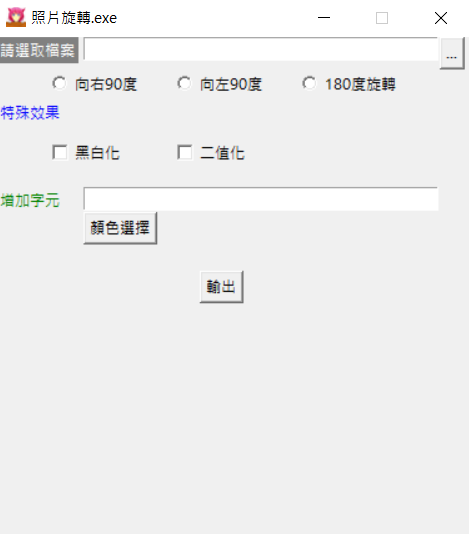 照片旋轉.exe
請選取檔案 ...
向右90度 向左90度 180度旋轉
特殊效果
黑白化 二值化
增加字元
顏色選擇
輸出